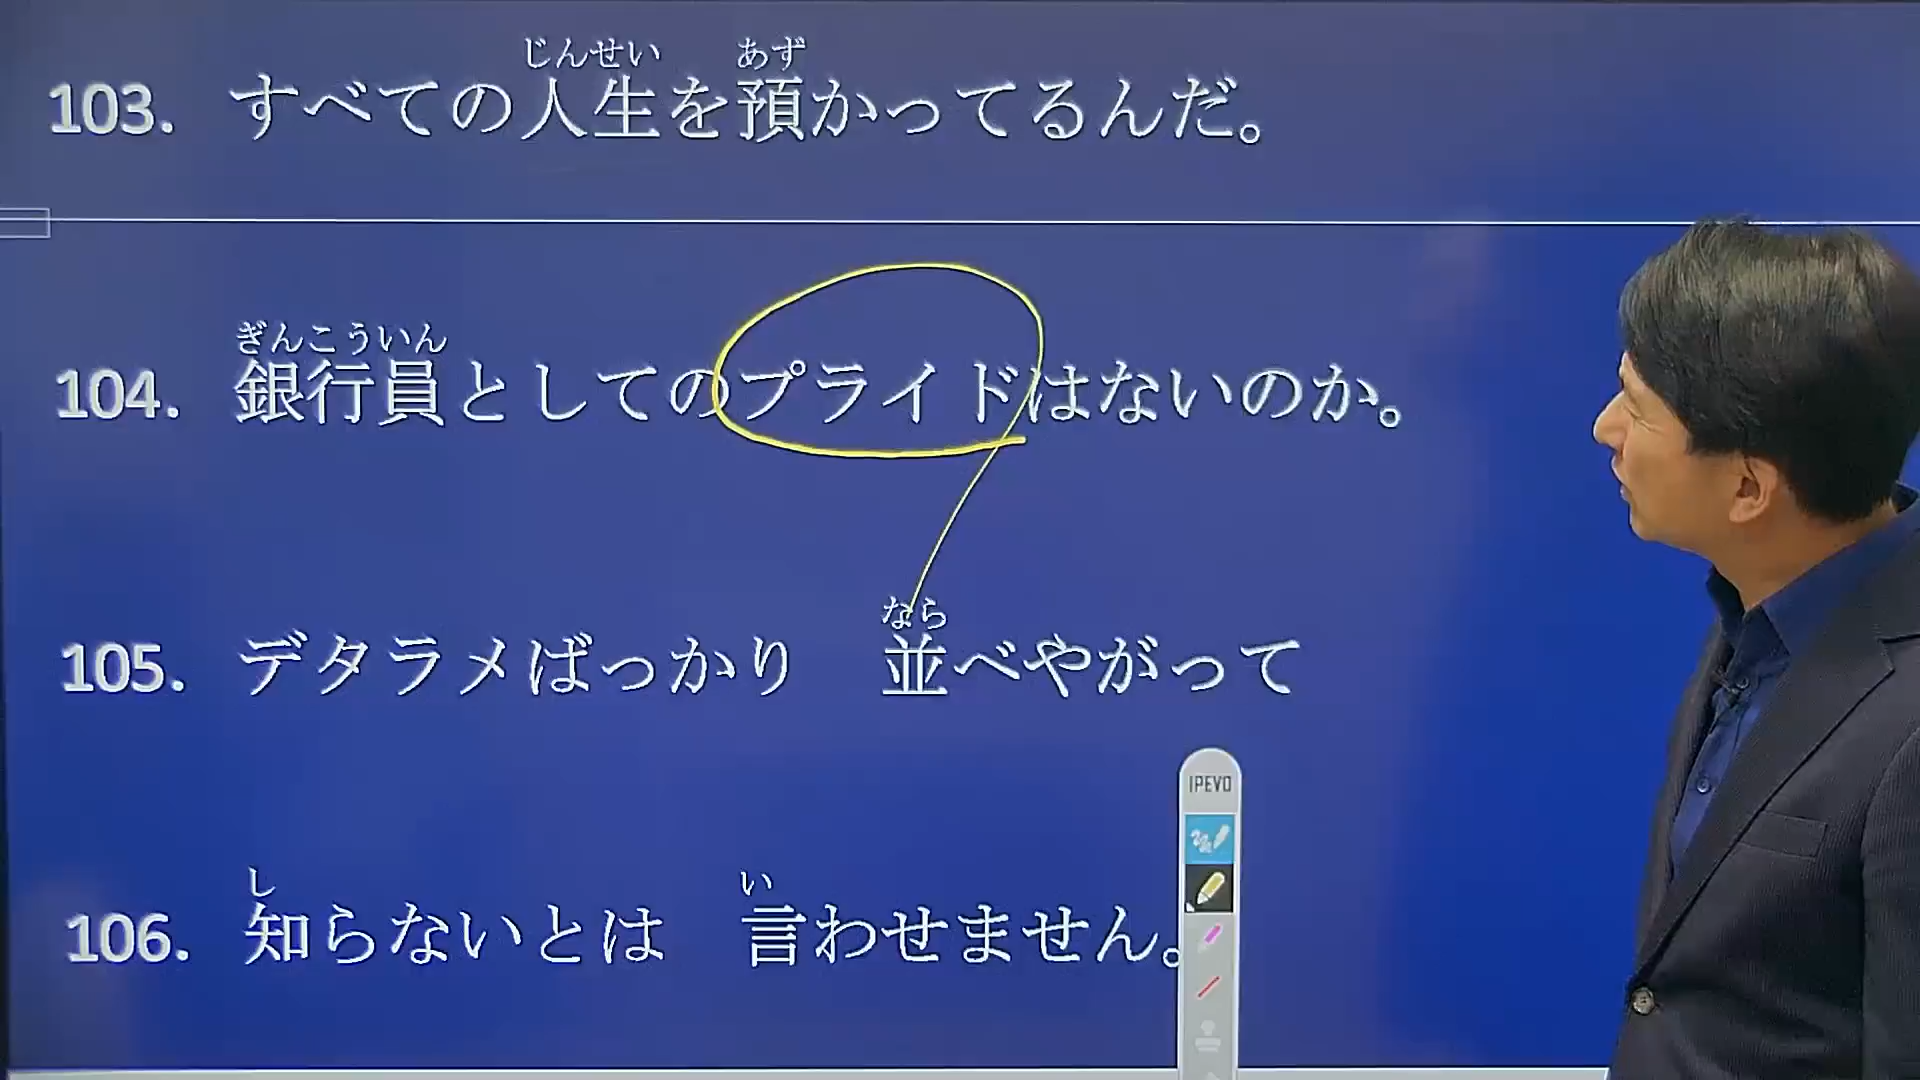 じんせい あず
103. すべての人生を預かってるんだ。
ぎんこういん
104. 銀行員としてのプライドはないのか。
なら
105. デタラメばっかり 並べやがって
し い
106. 知らないとは 言わせません。
IPEVO